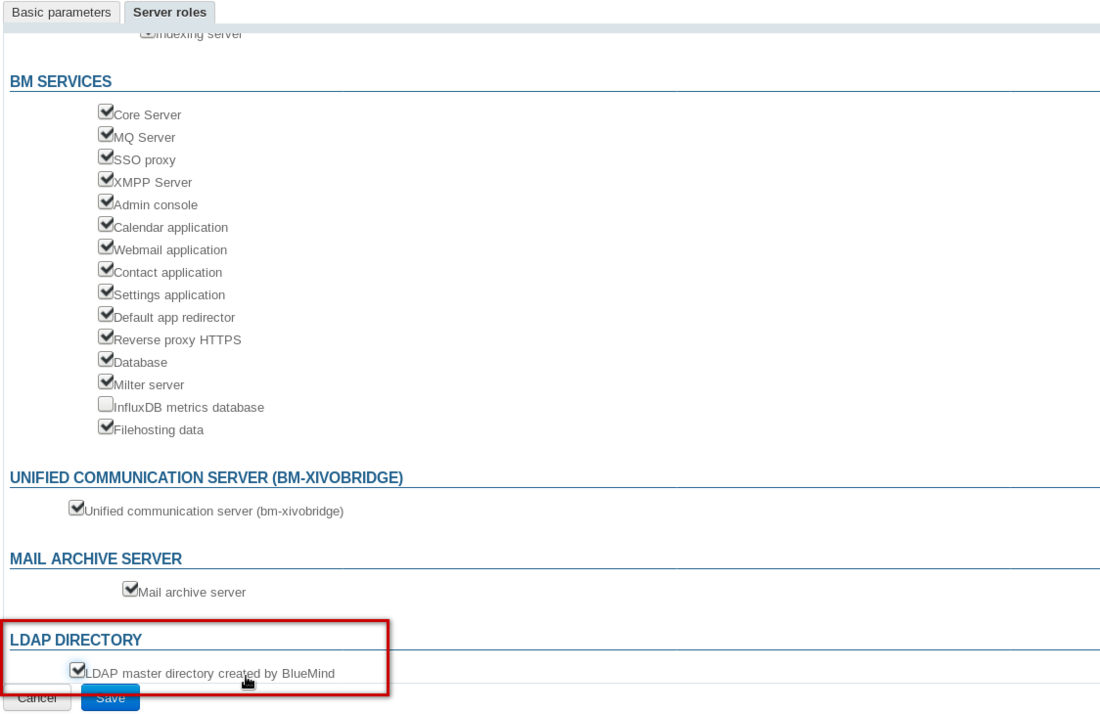 Basic parameters
Server roles
Indexing server
BM SERVICES
Core Server
MQ Server
SSO proxy
XMPP Server
Admin console
Calendar application
Webmail application
Contact application
Settings application
Default app redirector
Reverse proxy HTTPS
Database
Milter server
InfluxDB metrics database
Filehosting data
UNIFIED COMMUNICATION SERVER (BM-XIVOBRIDGE)
Unified communication server (bm-xivobridge)
MAIL ARCHIVE SERVER
Mail archive server
LDAP DIRECTORY
LDAP master directory created by BlueMind
Cancel
Save